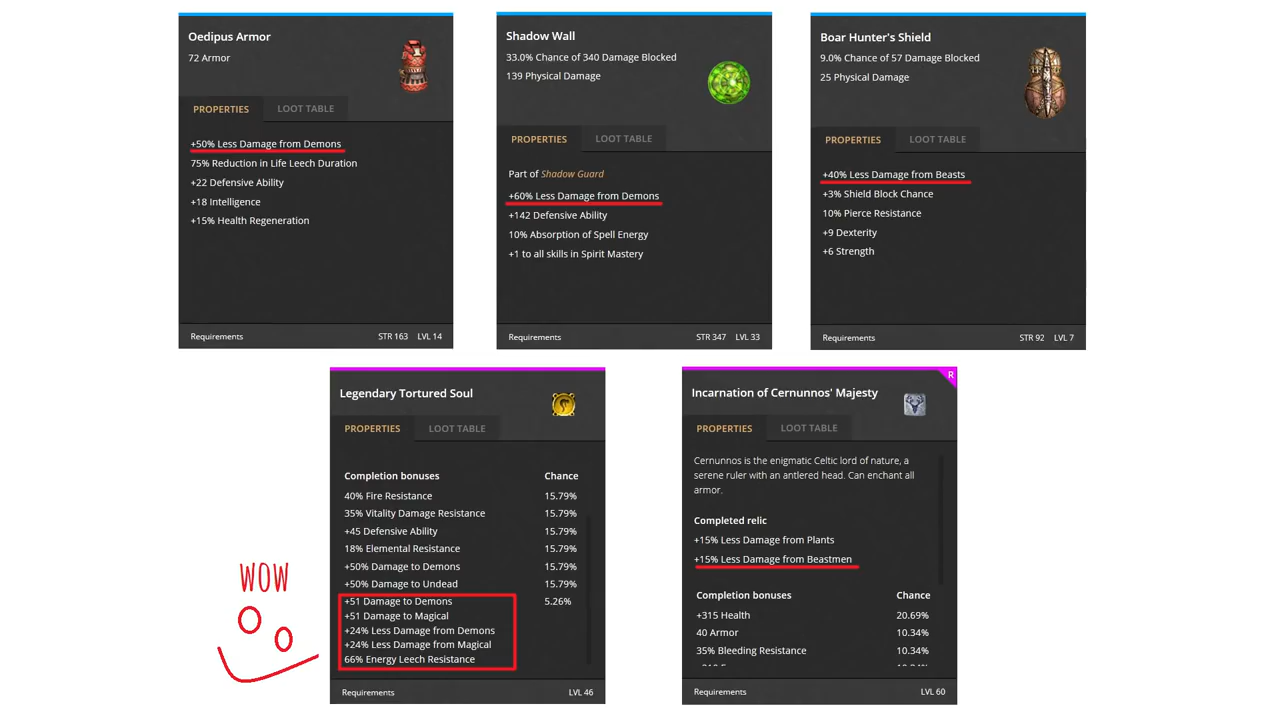 Oedipus Armor
72 Armor
PROPERTIES
LOOT TABLE
+50% Less Damage from Demons
75% Reduction in Life Leech Duration
+22 Defensive Ability
+18 Intelligence
+15% Health Regeneration
Requirements
STR 163 LVL 14
Shadow Wall
33.0% Chance of 340 Damage Blocked
139 Physical Damage
PROPERTIES
LOOT TABLE
Part of Shadow Guard
+60% Less Damage from Demons
+142 Defensive Ability
10% Absorption of Spell Energy
+1 to all skills in Spirit Mastery
Requirements
STR 347 LVL 33
Boar Hunter's Shield
9.0% Chance of 57 Damage Blocked
25 Physical Damage
PROPERTIES
LOOT TABLE
+40% Less Damage from Beasts
+3% Shield Block Chance
10% Pierce Resistance
+9 Dexterity
+6 Strength
Requirements
STR 92 LVL 7
WOW
Legendary Tortured Soul
PROPERTIES
LOOT TABLE
Completion bonuses Chance
40% Fire Resistance 15.79%
35% Vitality Damage Resistance 15.79%
+45 Defensive Ability 15.79%
18% Elemental Resistance 15.79%
+50% Damage to Demons 15.79%
+50% Damage to Undead 15.79%
+51 Damage to Demons 5.26%
+51 Damage to Magical
+24% Less Damage from Demons
+24% Less Damage from Magical
66% Energy Leech Resistance
Requirements
LVL 46
R
Incarnation of Cernunnos' Majesty
PROPERTIES
LOOT TABLE
Cernunnos is the enigmatic Celtic lord of nature, a
serene ruler with an antlered head. Can enchant all
armor.
Completed relic
+15% Less Damage from Plants
+15% Less Damage from Beastmen
Completion bonuses Chance
+315 Health 20.69%
40 Armor 10.34%
35% Bleeding Resistance 10.34%
Requirements
LVL 60